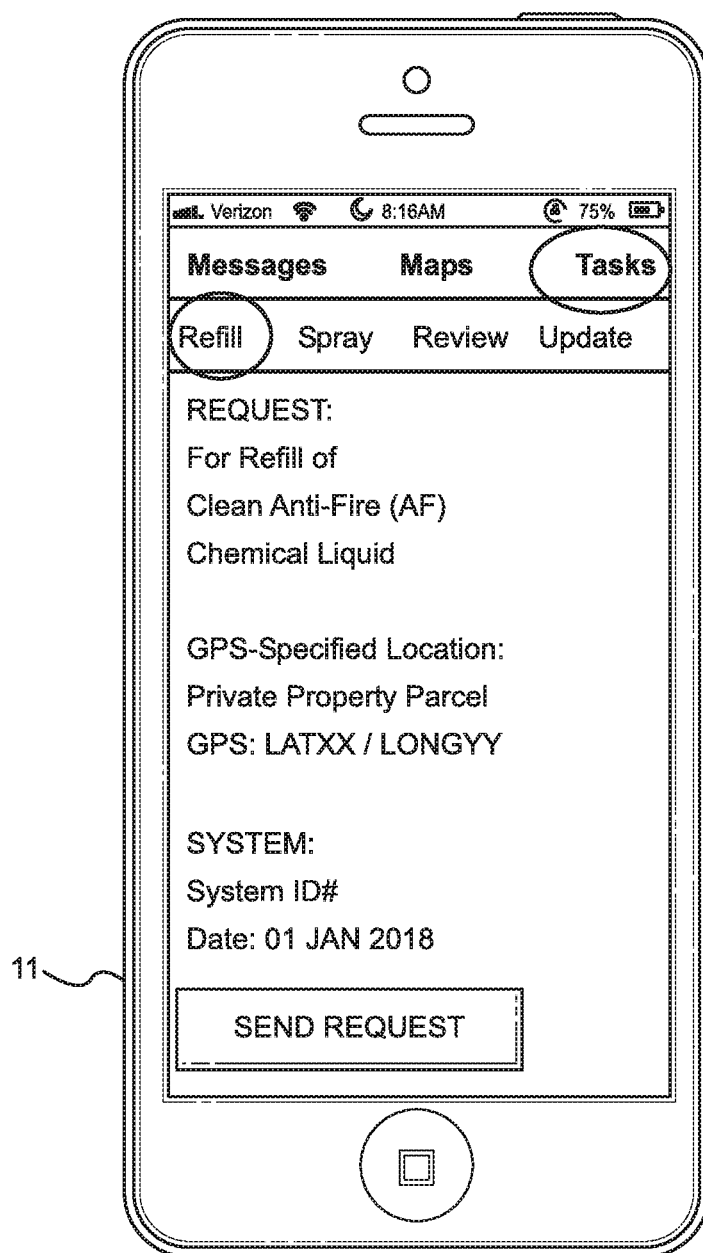 Verizon 8:16AM 75%
Messages Maps Tasks
Refill Spray Review Update
REQUEST:
For Refill of
Clean Anti-Fire (AF)
Chemical Liquid
GPS-Specified Location:
Private Property Parcel
GPS: LATXX / LONGYY
SYSTEM:
System ID#
Date: 01 JAN 2018
11
SEND REQUEST